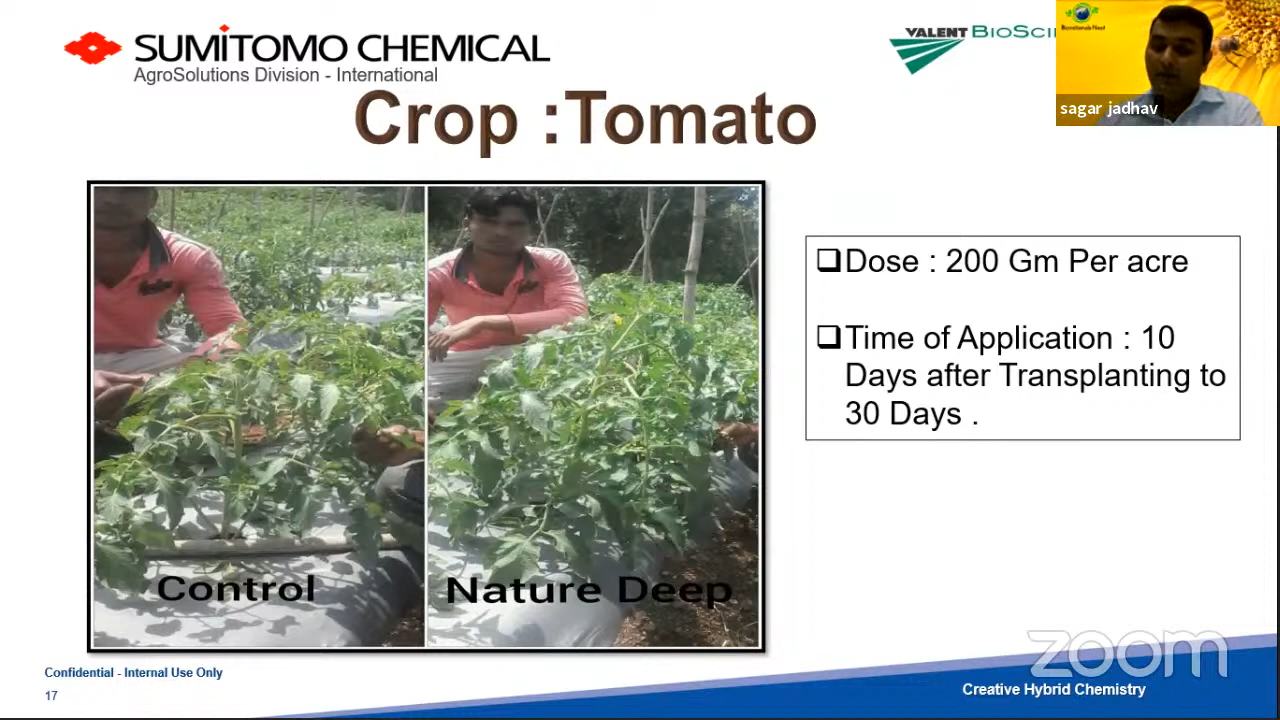 SUMITOMO CHEMICAL
AgroSolutions Division - International
VALENT BIOSCI
Biorationals Next
sagar jadhav
Crop :Tomato
Control
Nature Deep
Dose : 200 Gm Per acre
Time of Application : 10
Days after Transplanting to
30 Days .
Confidential - Internal Use Only
17
zoom
Creative Hybrid Chemistry